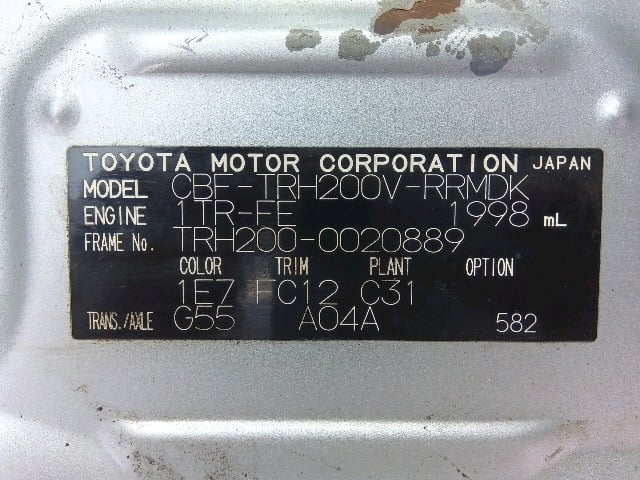 TOYOTA MOTOR CORPORATION JAPAN
MODEL CBF-TRH200V-RRMDK
ENGINE 1TR-FE 1998 mL
FRAME No. TRH200-0020889
COLOR TRIM PLANT OPTION
1E7 FC12 C31
TRANS./AXLE G55 A04A 582